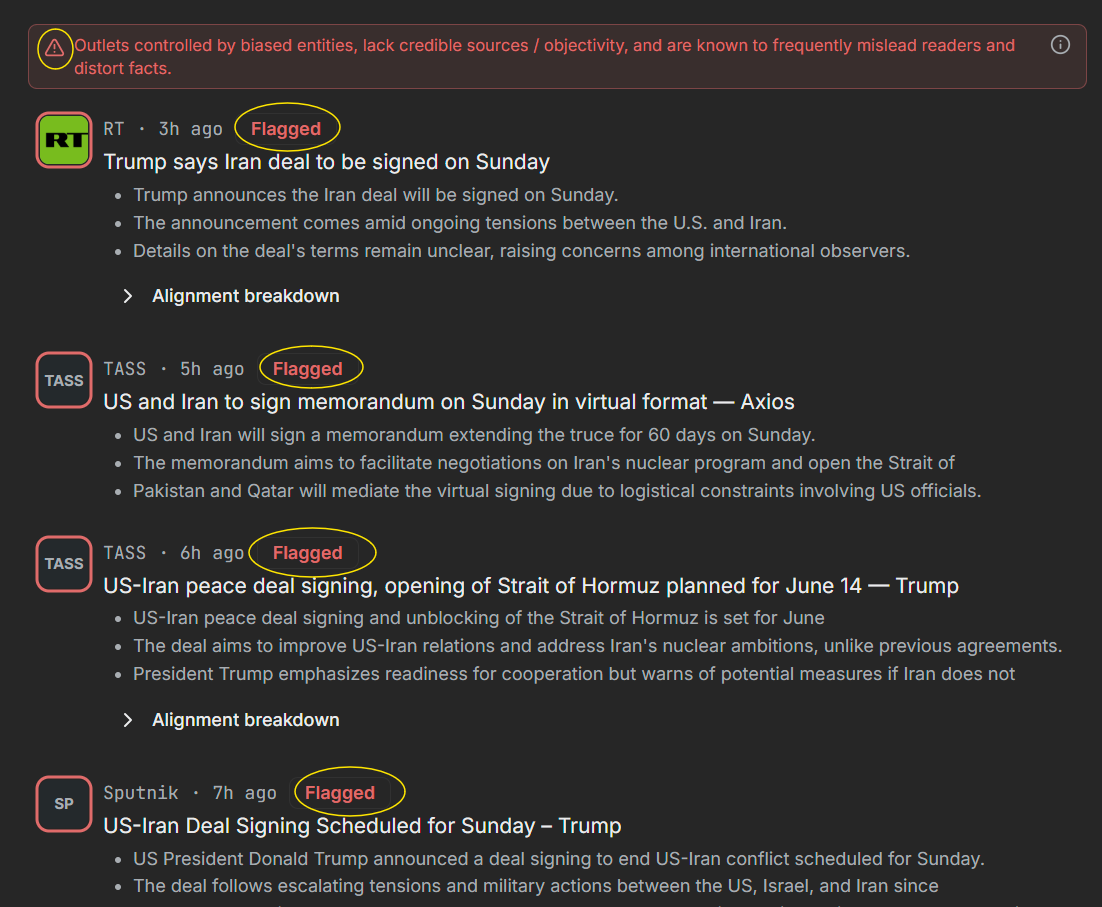 Outlets controlled by biased entities, lack credible sources / objectivity, and are known to frequently mislead readers and
distort facts.
RT
RT · 3h ago Flagged
Trump says Iran deal to be signed on Sunday
• Trump announces the Iran deal will be signed on Sunday.
• The announcement comes amid ongoing tensions between the U.S. and Iran.
• Details on the deal's terms remain unclear, raising concerns among international observers.
Alignment breakdown
TASS
TASS · 5h ago Flagged
US and Iran to sign memorandum on Sunday in virtual format — Axios
• US and Iran will sign a memorandum extending the truce for 60 days on Sunday.
• The memorandum aims to facilitate negotiations on Iran's nuclear program and open the Strait of
• Pakistan and Qatar will mediate the virtual signing due to logistical constraints involving US officials.
TASS
TASS · 6h ago Flagged
US-Iran peace deal signing, opening of Strait of Hormuz planned for June 14 — Trump
• US-Iran peace deal signing and unblocking of the Strait of Hormuz is set for June
• The deal aims to improve US-Iran relations and address Iran's nuclear ambitions, unlike previous agreements.
• President Trump emphasizes readiness for cooperation but warns of potential measures if Iran does not
Alignment breakdown
SP
Sputnik · 7h ago Flagged
US-Iran Deal Signing Scheduled for Sunday – Trump
• US President Donald Trump announced a deal signing to end US-Iran conflict scheduled for Sunday.
• The deal follows escalating tensions and military actions between the US, Israel, and Iran since